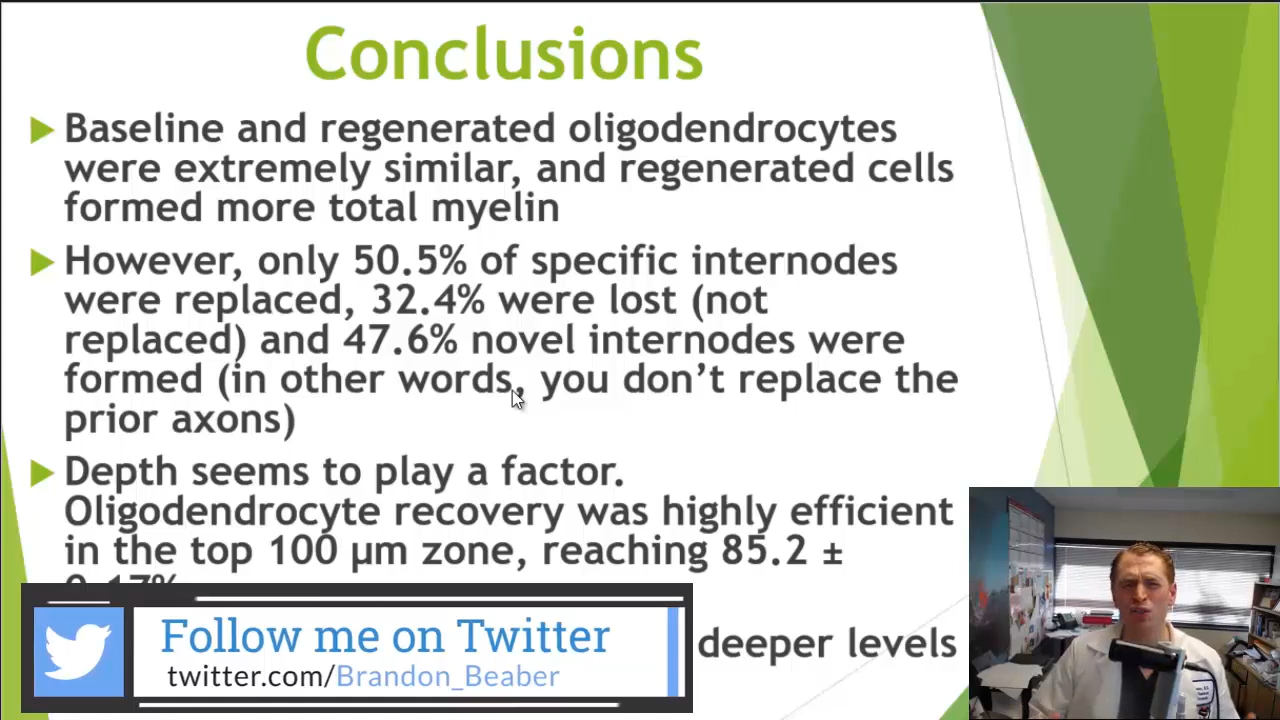 Conclusions
Baseline and regenerated oligodendrocytes
were extremely similar, and regenerated cells
formed more total myelin
However, only 50.5% of specific internodes
were replaced, 32.4% were lost (not
replaced) and 47.6% novel internodes were
formed (in other words, you don't replace the
prior axons)
Depth seems to play a factor.
Oligodendrocyte recovery was highly efficient
in the top 100 µm zone, reaching 85.2 ±
deeper levels
Follow me on Twitter
twitter.com/Brandon_Beaber